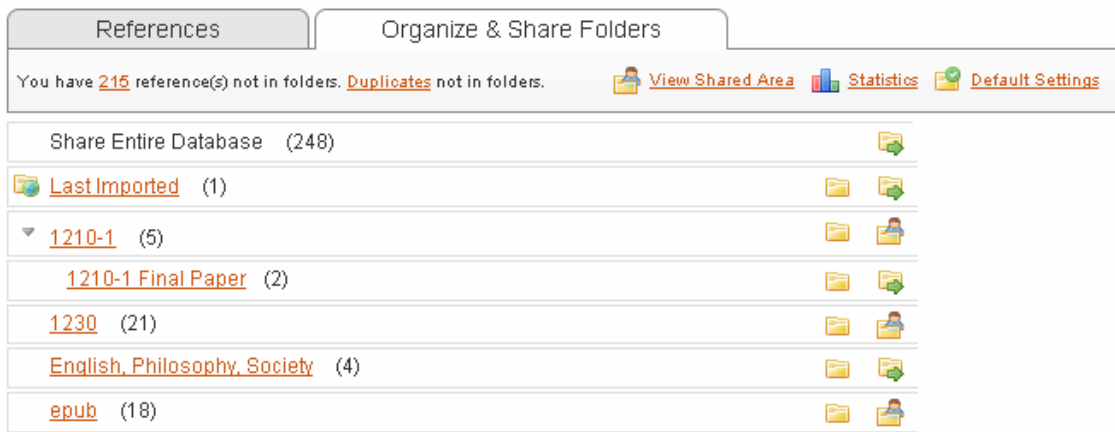 References
Organize & Share Folders
You have 215 reference(s) not in folders. Duplicates not in folders.
View Shared Area
Statistics
Default Settings
Share Entire Database (248)
Last Imported (1)
1210-1 (5)
1210-1 Final Paper (2)
1230 (21)
English, Philosophy, Society (4)
epub (18)